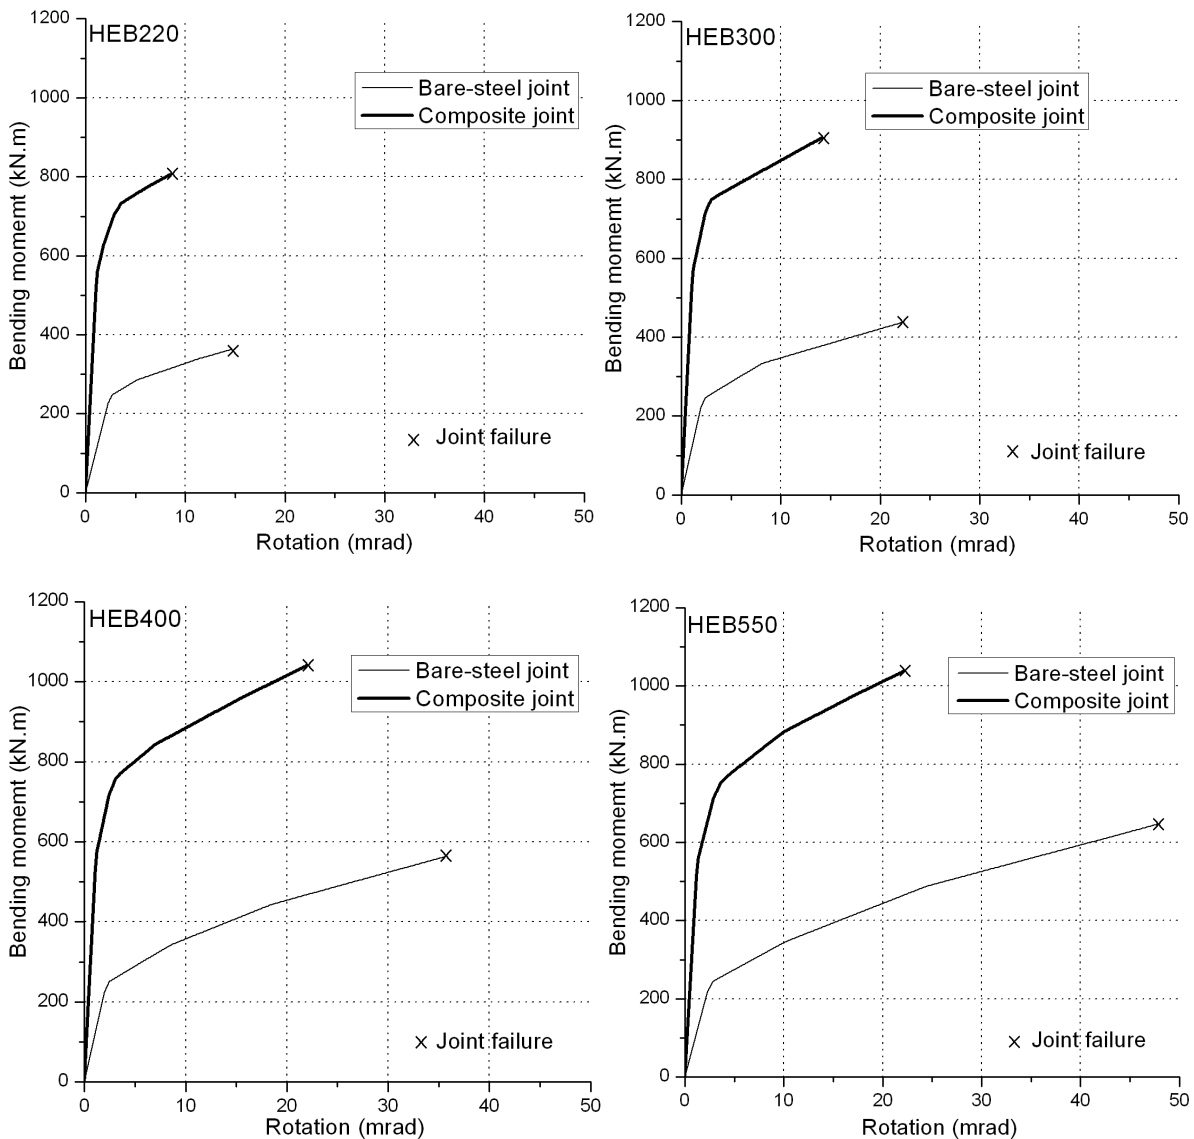 HEB220
Bare-steel joint
Composite joint
Joint failure
Bending momemt (kN.m)
1200
1000
800
600
400
200
0
0 10 20 30 40 50
Rotation (mrad)
HEB300
Bare-steel joint
Composite joint
Joint failure
Bending momemt (kN.m)
1200
1000
800
600
400
200
0
0 10 20 30 40 50
Rotation (mrad)
HEB400
Bare-steel joint
Composite joint
Joint failure
Bending momemt (kN.m)
1200
1000
800
600
400
200
0
0 10 20 30 40 50
Rotation (mrad)
HEB550
Bare-steel joint
Composite joint
Joint failure
Bending momemt (kN.m)
1200
1000
800
600
400
200
0
0 10 20 30 40 50
Rotation (mrad)